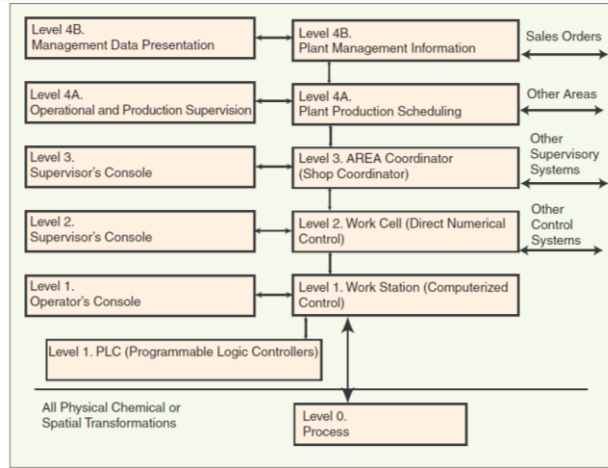 Level 4B.
Management Data Presentation
Level 4B.
Plant Management Information
Sales Orders
Level 4A.
Operational and Production Supervision
Level 4A.
Plant Production Scheduling
Other Areas
Level 3.
Supervisor's Console
Level 3. AREA Coordinator
(Shop Coordinator)
Other
Supervisory
Systems
Level 2.
Supervisor's Console
Level 2. Work Cell (Direct Numerical
Control)
Other
Control
Systems
Level 1.
Operator's Console
Level 1. Work Station (Computerized
Control)
Level 1. PLC (Programmable Logic Controllers)
All Physical Chemical or
Spatial Transformations
Level 0.
Process